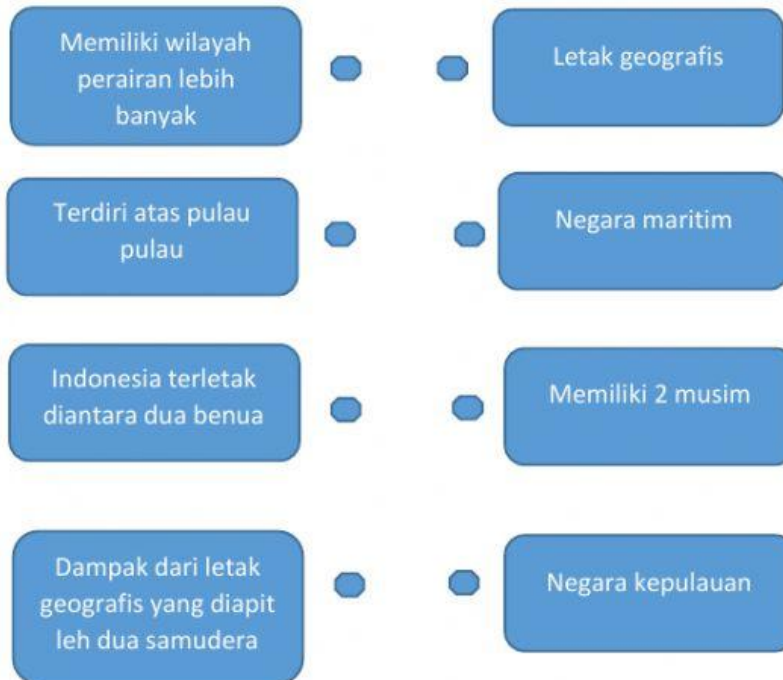 Memiliki wilayah
perairan lebih
banyak
Letak geografis
Terdiri atas pulau
pulau
Negara maritim
Indonesia terletak
diantara dua benua
Memiliki 2 musim
Dampak dari letak
geografis yang diapit
leh dua samudera
Negara kepulauan